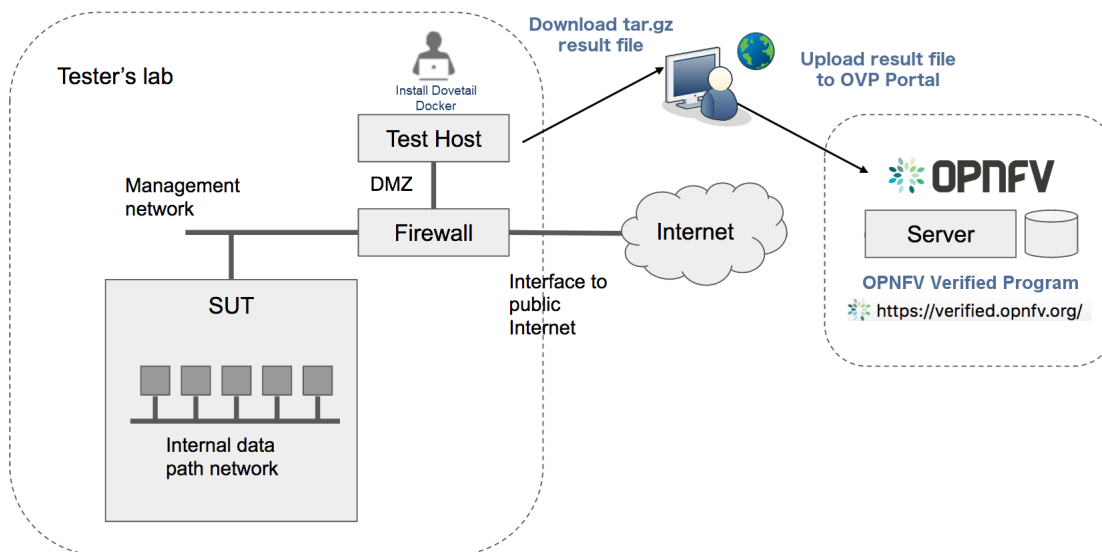 Tester's lab
Install Dovetail
Docker
Test Host
DMZ
Management
network
Firewall
Internet
Interface to
public
Internet
SUT
Internal data
path network
Download tar.gz
result file
Upload result file
to OVP Portal
OPNFV
Server
OPNFV Verified Program
https://verified.opnfv.org/